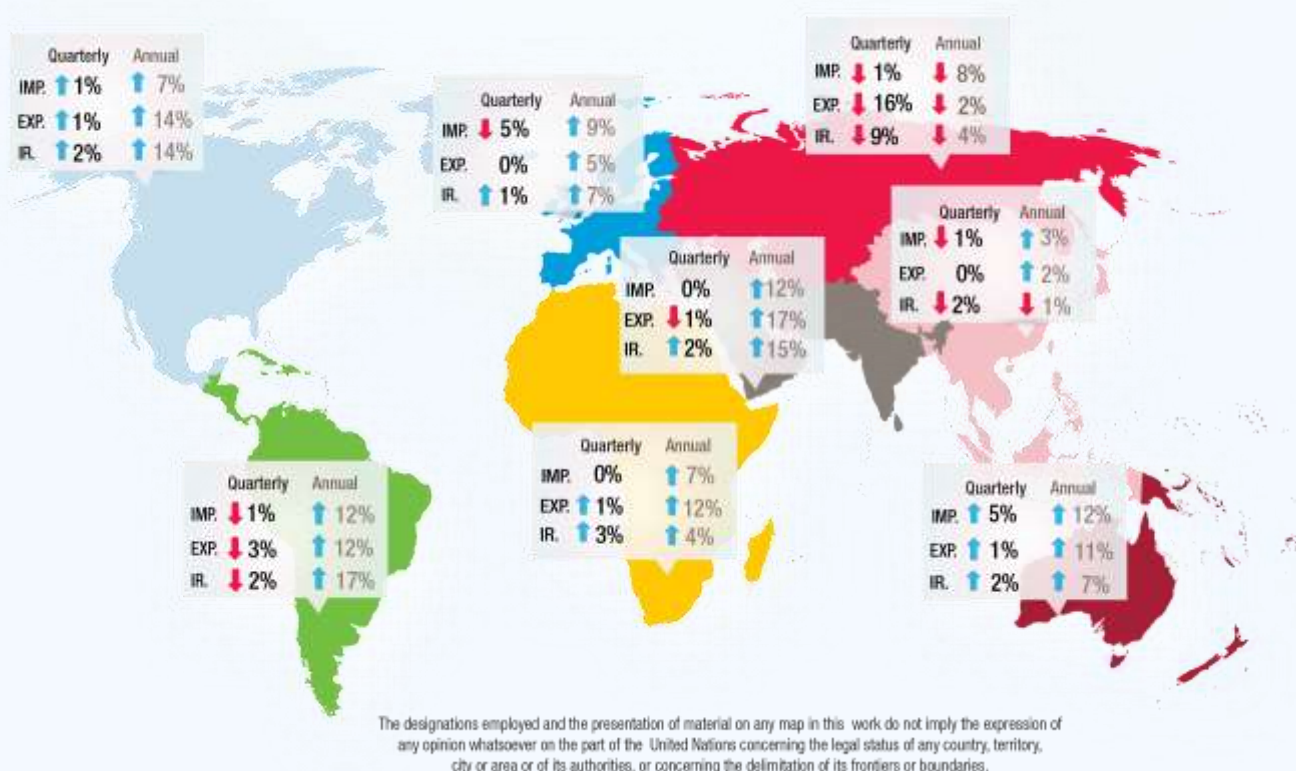 Quarterly Annual
IMP. ⬆ 1% ⬆ 7%
EXP. ⬆ 1% ⬆ 14%
IR. ⬆ 2% ⬆ 14%
Quarterly Annual
IMP. ⬇ 5% ⬆ 9%
EXP. 0% ⬆ 5%
IR. ⬆ 1% ⬆ 7%
Quarterly Annual
IMP. ⬇ 1% ⬇ 8%
EXP. ⬇ 16% ⬇ 2%
IR. ⬇ 9% ⬇ 4%
Quarterly Annual
IMP. ⬇ 1% ⬆ 3%
EXP. 0% ⬆ 2%
IR. ⬇ 2% ⬇ 1%
Quarterly Annual
IMP. 0% ⬆ 12%
EXP. ⬇ 1% ⬆ 17%
IR. ⬆ 2% ⬆ 15%
Quarterly Annual
IMP. ⬇ 1% ⬆ 12%
EXP. ⬇ 3% ⬆ 12%
IR. ⬇ 2% ⬆ 17%
Quarterly Annual
IMP. 0% ⬆ 7%
EXP. ⬆ 1% ⬆ 12%
IR. ⬆ 3% ⬆ 4%
Quarterly Annual
IMP. ⬆ 5% ⬆ 12%
EXP. ⬆ 1% ⬆ 11%
IR. ⬆ 2% ⬆ 7%
The designations employed and the presentation of material on any map in this work do not imply the expression of
any opinion whatsoever on the part of the United Nations concerning the legal status of any country, territory,
city or area or of its authorities, or concerning the delimitation of its frontiers or boundaries.